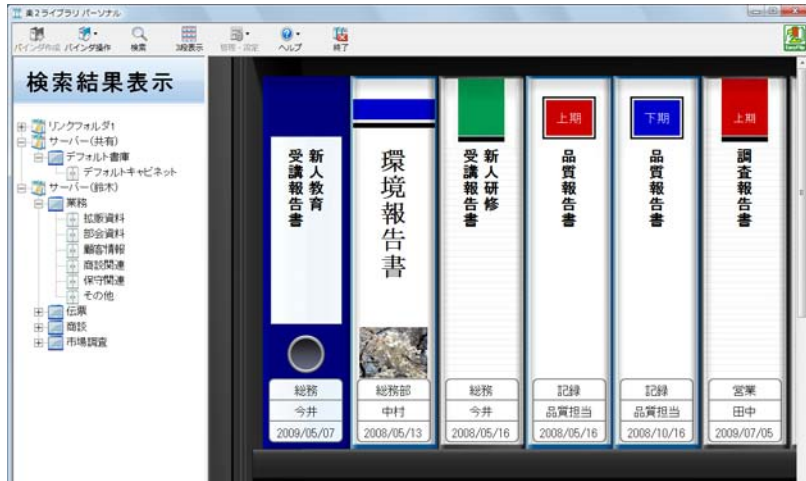 楽2ライブラリ パーソナル
バインダ作成
バインダ操作
検索
3段表示
管理・設定
ヘルプ
終了
検索結果表示
リンクフォルダ1
サーバー(共有)
デフォルト書庫
デフォルトキャビネット
サーバー(鈴木)
業務
拡販資料
部会資料
顧客情報
商談関連
保守関連
その他
伝票
商談
市場調査
新人教育
受講報告書
総務
今井
2009/05/07
環境報告書
総務部
中村
2008/05/13
新人研修
受講報告書
総務
今井
2008/05/16
上期
品質報告書
記録
品質担当
2008/05/16
下期
品質報告書
記録
品質担当
2008/10/16
上期
調査報告書
営業
田中
2009/07/05